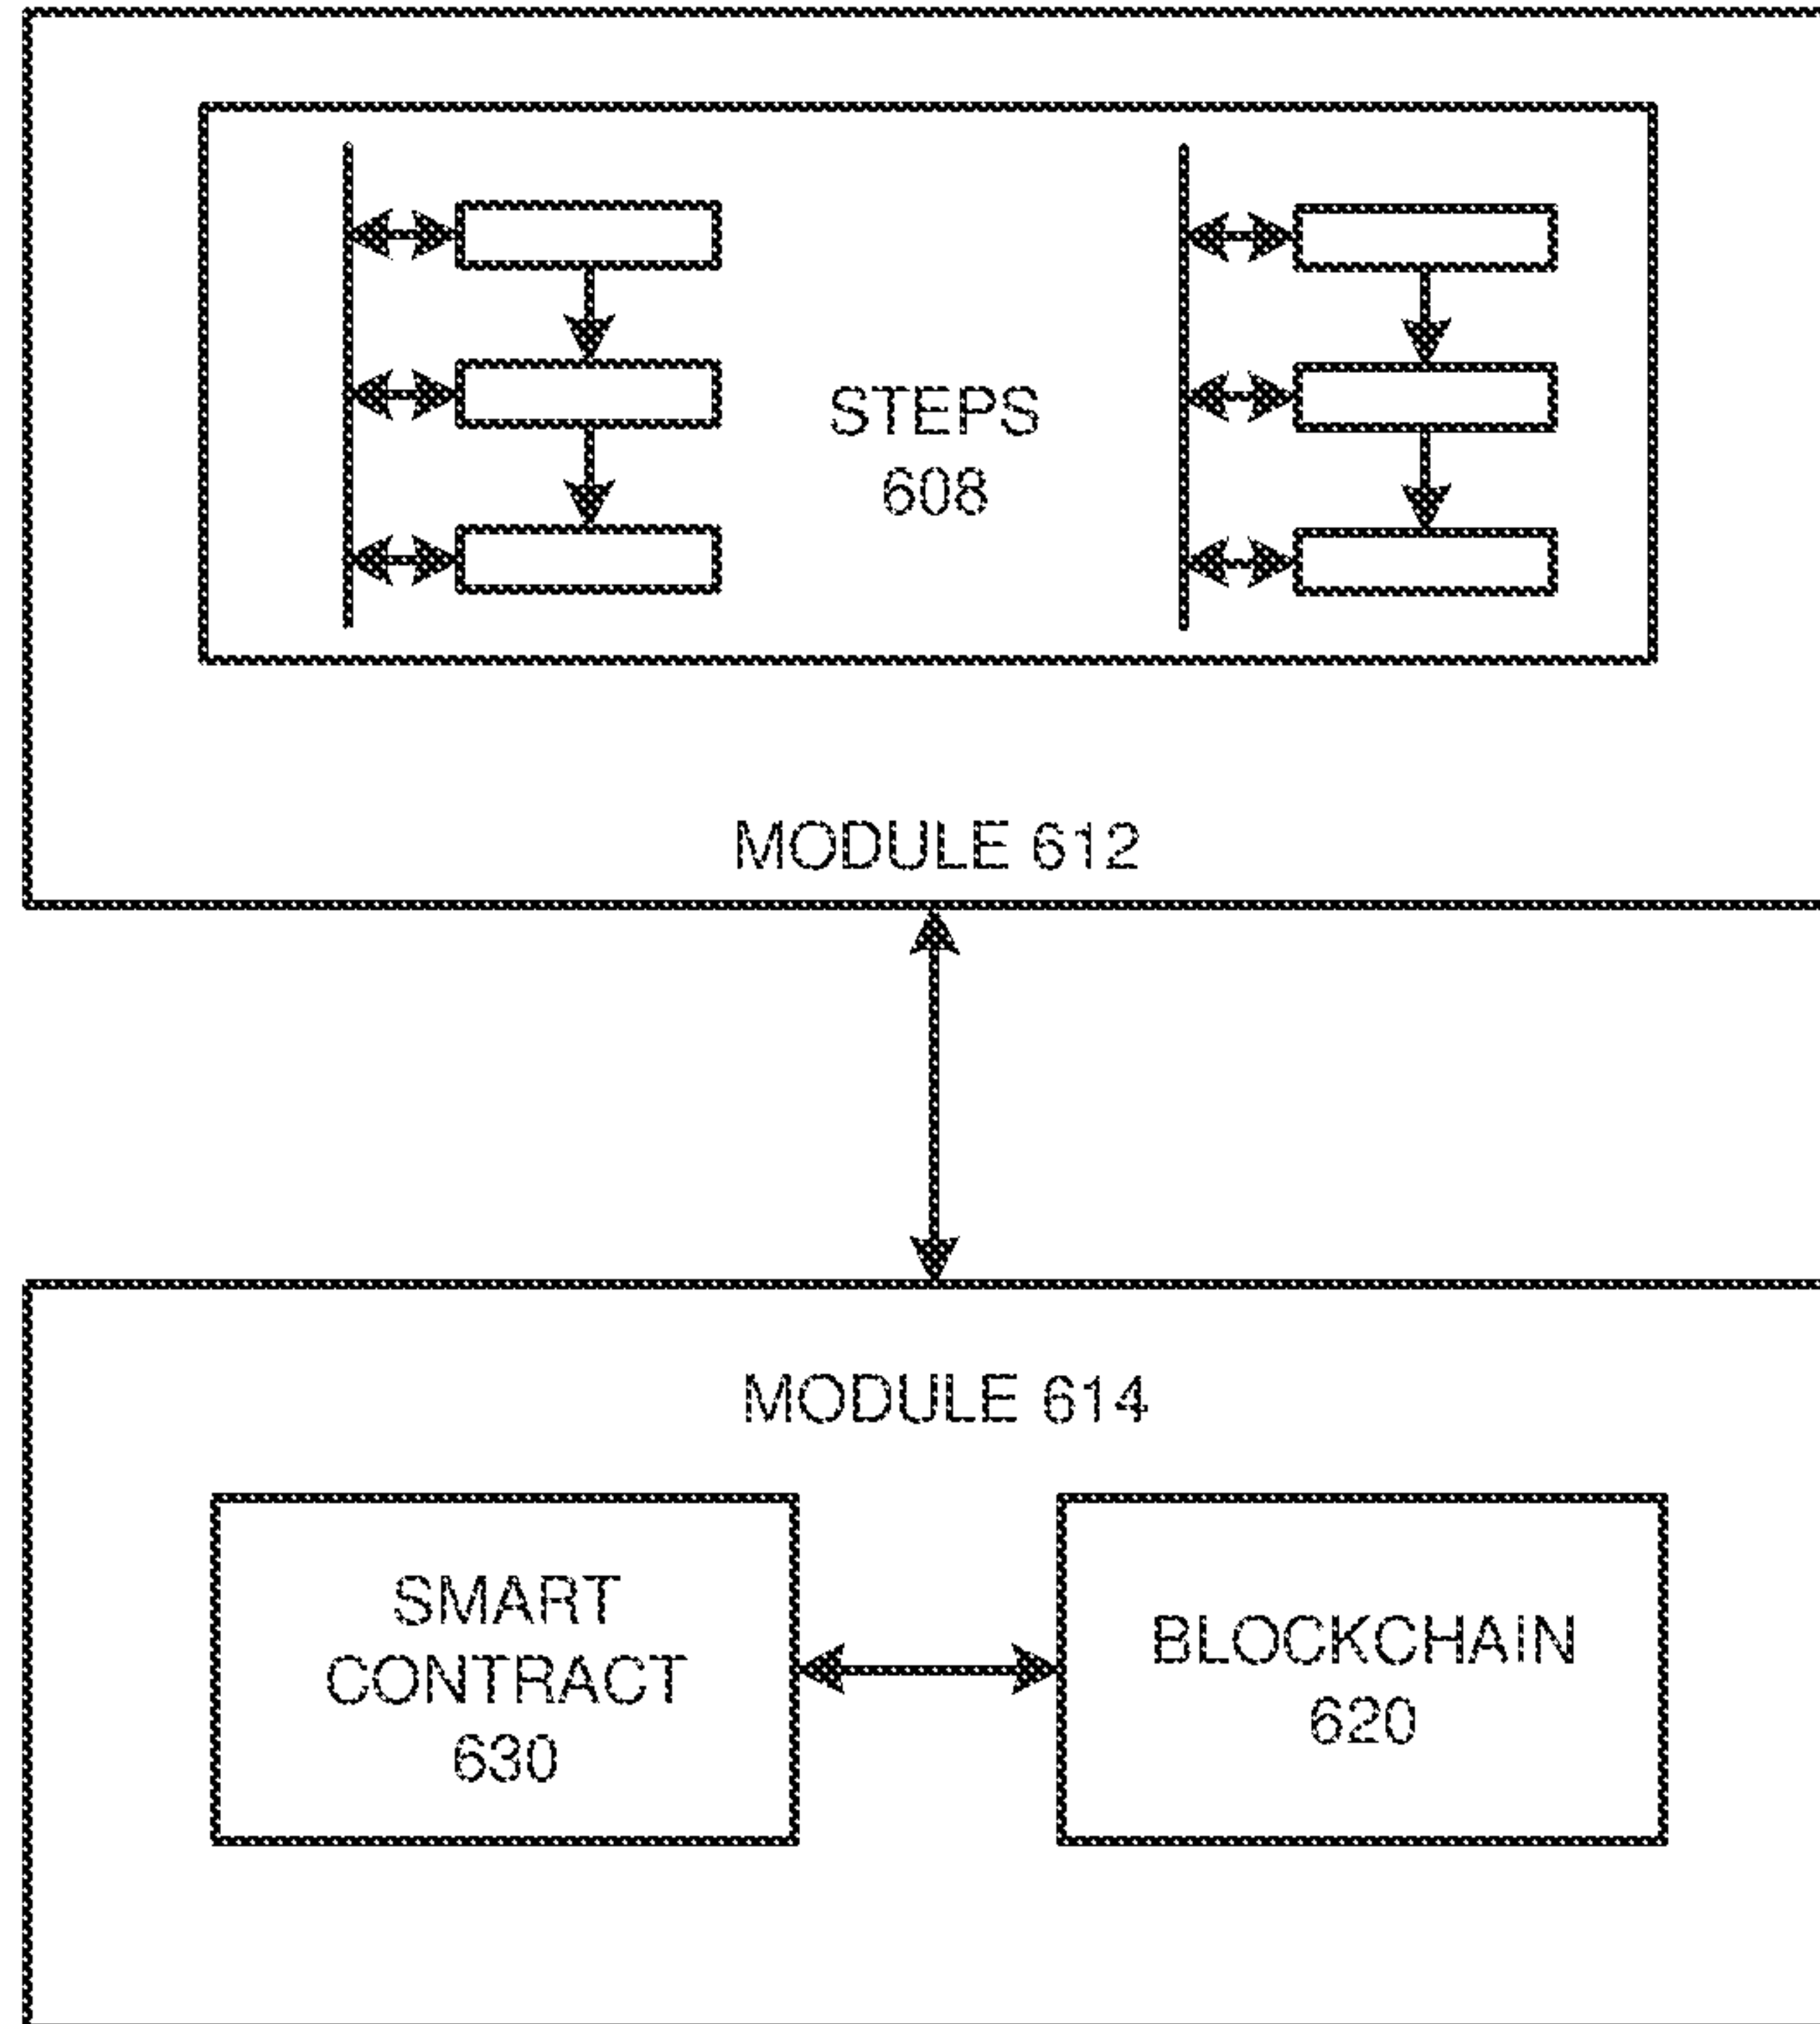 STEPS
608
MODULE 612
MODULE 614
SMART
CONTRACT
630
BLOCKCHAIN
620